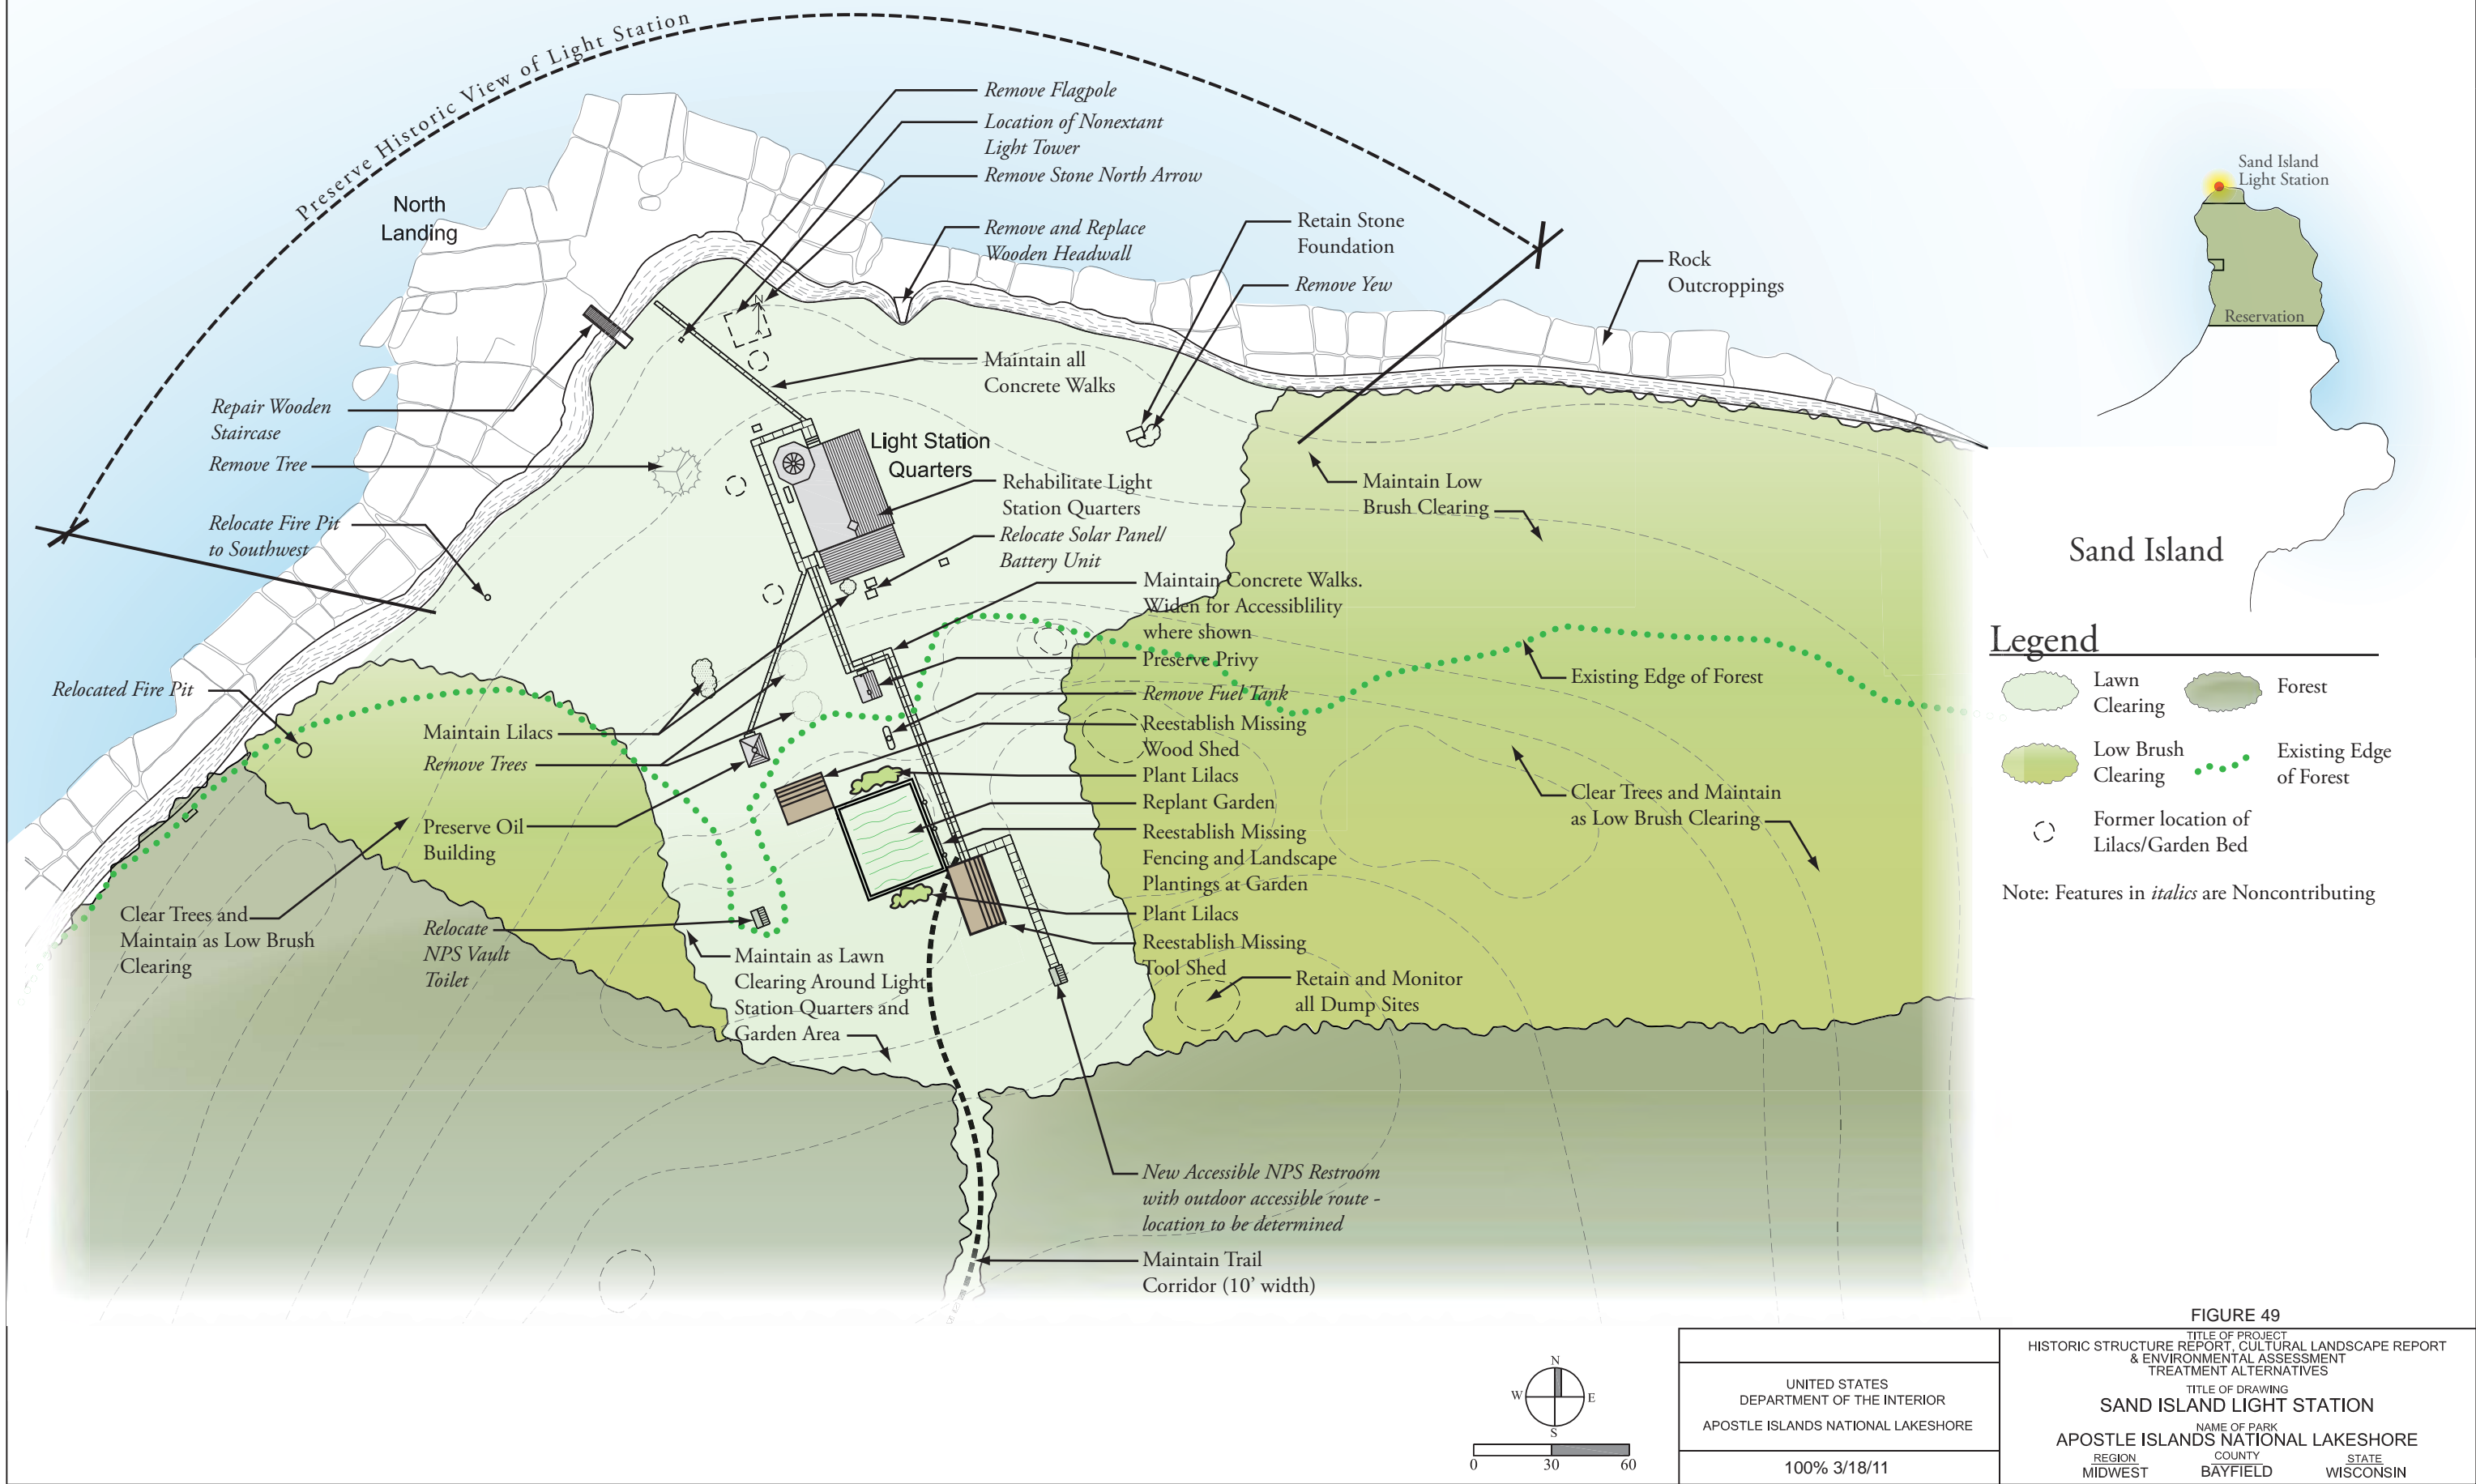 Preserve Historic View of Light Station
North
Landing
Remove Flagpole
Location of Nonextant
Light Tower
Remove Stone North Arrow
Remove and Replace
Wooden Headwall
Retain Stone
Foundation
Remove Yew
Rock
Outcroppings
N
Maintain all
Concrete Walks
Repair Wooden
Staircase
Remove Tree
Light Station
Quarters
Rehabilitate Light
Station Quarters
Relocate Solar Panel/
Battery Unit
Maintain Low
Brush Clearing
Relocate Fire Pit
to Southwest
Maintain Concrete Walks.
Widen for Accessiblility
where shown
Preserve Privy
Existing Edge of Forest
Relocated Fire Pit
Remove Fuel Tank
Reestablish Missing
Wood Shed
Maintain Lilacs
Remove Trees
Plant Lilacs
Replant Garden
Clear Trees and Maintain
as Low Brush Clearing
Preserve Oil
Building
Reestablish Missing
Fencing and Landscape
Plantings at Garden
Plant Lilacs
Clear Trees and
Maintain as Low Brush
Clearing
Relocate
NPS Vault
Toilet
Reestablish Missing
Tool Shed
Maintain as Lawn
Clearing Around Light
Station Quarters and
Garden Area
Retain and Monitor
all Dump Sites
New Accessible NPS Restroom
with outdoor accessible route -
location to be determined
Maintain Trail
Corridor (10’ width)
Sand Island
Light Station
Reservation
Sand Island
Legend
Lawn
Clearing
Forest
Low Brush
Clearing
Existing Edge
of Forest
Former location of
Lilacs/Garden Bed
Note: Features in italics are Noncontributing
N
W
E
S
0
30
60
UNITED STATES
DEPARTMENT OF THE INTERIOR
APOSTLE ISLANDS NATIONAL LAKESHORE
100% 3/18/11
FIGURE 49
TITLE OF PROJECT
HISTORIC STRUCTURE REPORT, CULTURAL LANDSCAPE REPORT
& ENVIRONMENTAL ASSESSMENT
TREATMENT ALTERNATIVES
TITLE OF DRAWING
SAND ISLAND LIGHT STATION
NAME OF PARK
APOSTLE ISLANDS NATIONAL LAKESHORE
REGION
MIDWEST
COUNTY
BAYFIELD
STATE
WISCONSIN